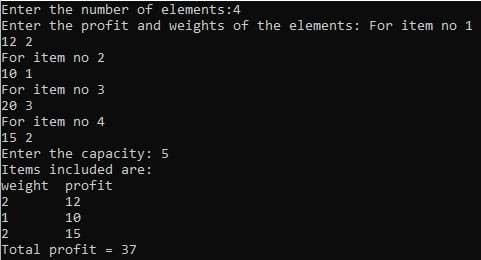 Enter the number of elements:4
Enter the profit and weights of the elements: For item no 1
12 2
For item no 2
10 1
For item no 3
20 3
For item no 4
15 2
Enter the capacity: 5
Items included are:
weight  profit
2       12
1       10
2       15
Total profit = 37